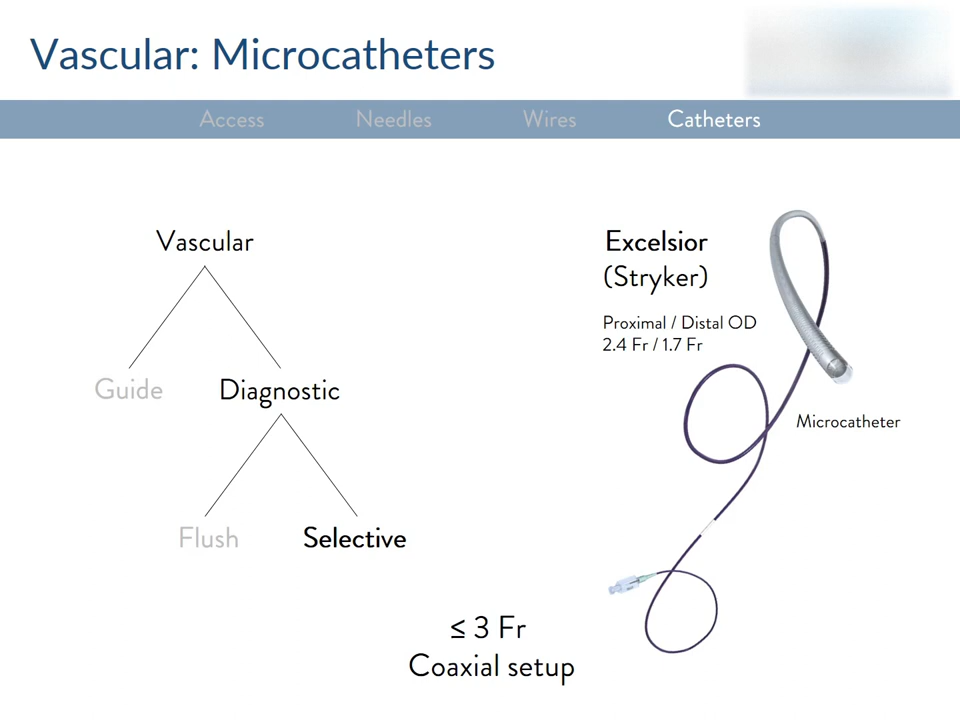 Vascular: Microcatheters
Access Needles Wires Catheters
Vascular
Guide Diagnostic
Flush Selective
Excelsior
(Stryker)
Proximal / Distal OD
2.4 Fr / 1.7 Fr
Microcatheter
≤ 3 Fr
Coaxial setup